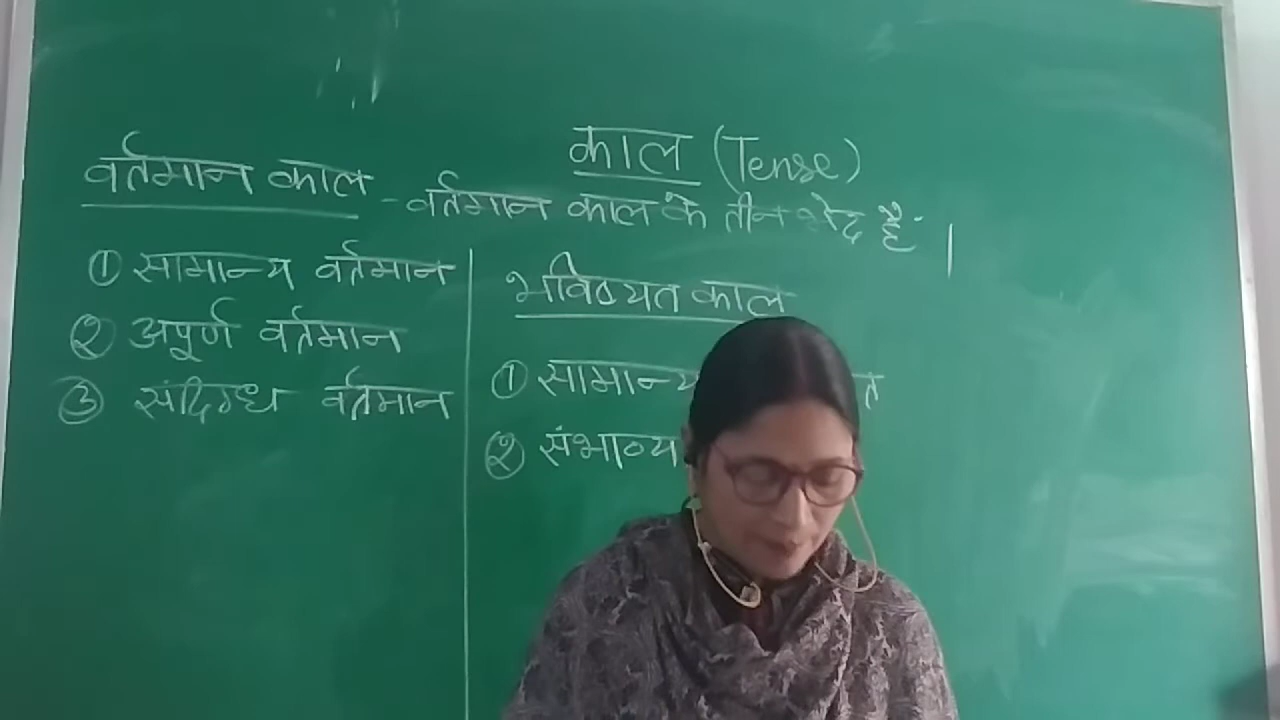 काल (Tense)
वर्तमान काल - वर्तमान काल के तीन भेद हैं ।
① सामान्य वर्तमान
② अपूर्ण वर्तमान
③ संदिग्ध वर्तमान
भविष्यत काल
① सामान्य
② संभाव्य